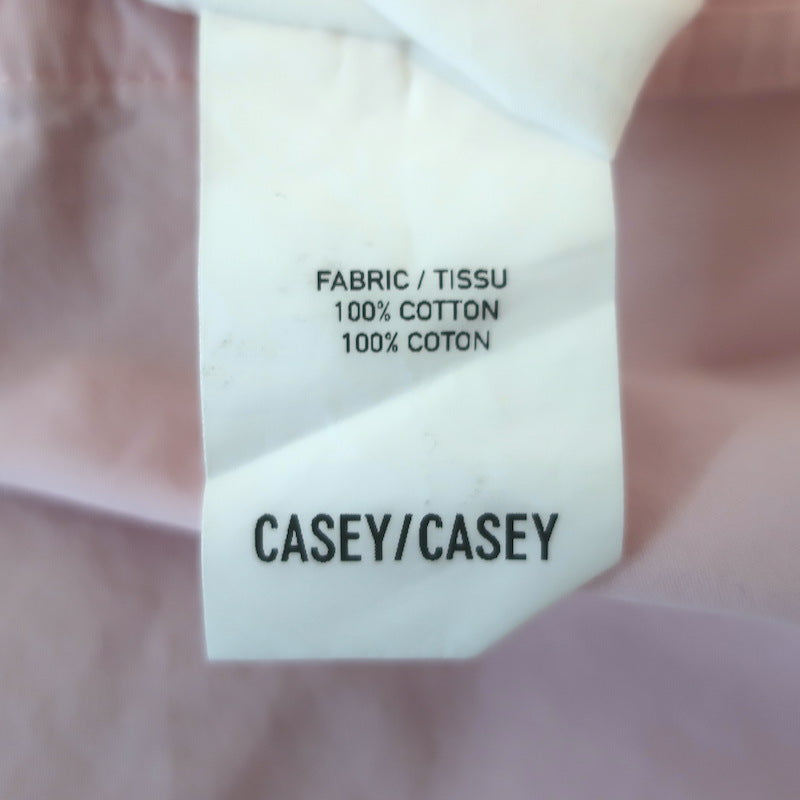 FABRIC / TISSU
100% COTTON
100% COTON
CASEY/CASEY